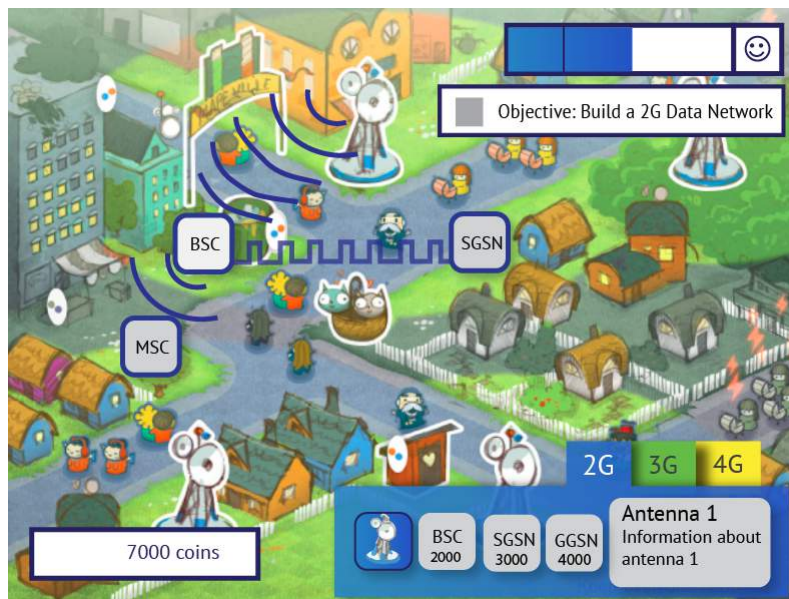 Objective: Build a 2G Data Network
BSC
SGSN
MSC
2G
3G
4G
7000 coins
BSC
2000
SGSN
3000
GGSN
4000
Antenna 1
Information about
antenna 1